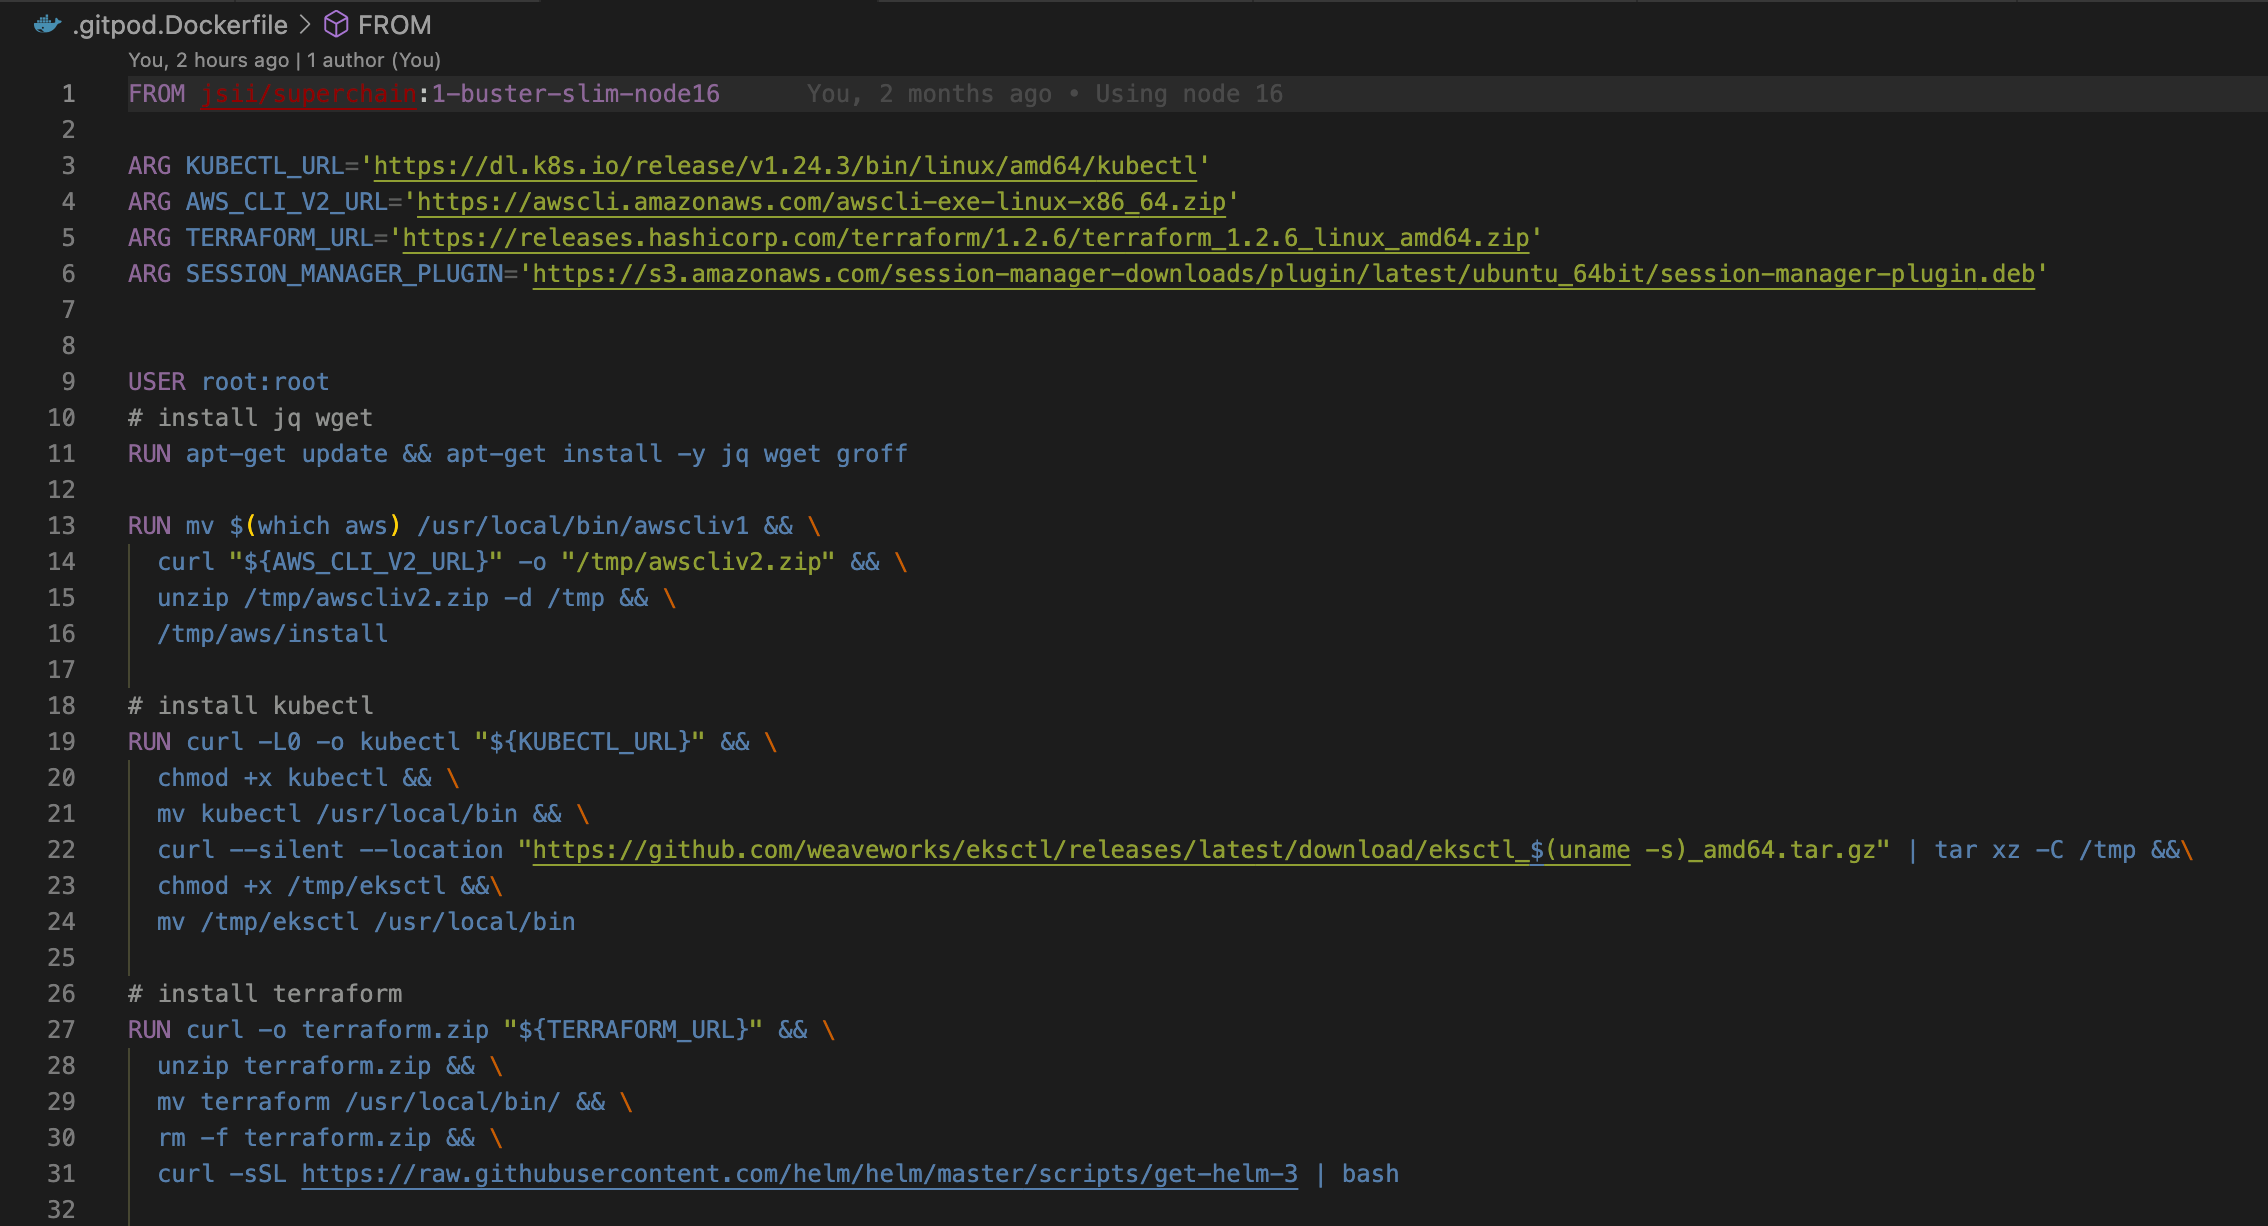 .gitpod.Dockerfile > FROM
You, 2 hours ago | 1 author (You)
1 FROM jsii/superchain:1-buster-slim-node16 You, 2 months ago • Using node 16
2
3 ARG KUBECTL_URL='https://dl.k8s.io/release/v1.24.3/bin/linux/amd64/kubectl'
4 ARG AWS_CLI_V2_URL='https://awscli.amazonaws.com/awscli-exe-linux-x86_64.zip'
5 ARG TERRAFORM_URL='https://releases.hashicorp.com/terraform/1.2.6/terraform_1.2.6_linux_amd64.zip'
6 ARG SESSION_MANAGER_PLUGIN='https://s3.amazonaws.com/session-manager-downloads/plugin/latest/ubuntu_64bit/session-manager-plugin.deb'
7
8
9 USER root:root
10 # install jq wget
11 RUN apt-get update && apt-get install -y jq wget groff
12
13 RUN mv $(which aws) /usr/local/bin/awscliv1 && \
14 curl "${AWS_CLI_V2_URL}" -o "/tmp/awscliv2.zip" && \
15 unzip /tmp/awscliv2.zip -d /tmp && \
16 /tmp/aws/install
17
18 # install kubectl
19 RUN curl -L0 -o kubectl "${KUBECTL_URL}" && \
20 chmod +x kubectl && \
21 mv kubectl /usr/local/bin && \
22 curl --silent --location "https://github.com/weaveworks/eksctl/releases/latest/download/eksctl_$(uname -s)_amd64.tar.gz" | tar xz -C /tmp &&\
23 chmod +x /tmp/eksctl &&\
24 mv /tmp/eksctl /usr/local/bin
25
26 # install terraform
27 RUN curl -o terraform.zip "${TERRAFORM_URL}" && \
28 unzip terraform.zip && \
29 mv terraform /usr/local/bin/ && \
30 rm -f terraform.zip && \
31 curl -sSL https://raw.githubusercontent.com/helm/helm/master/scripts/get-helm-3 | bash
32